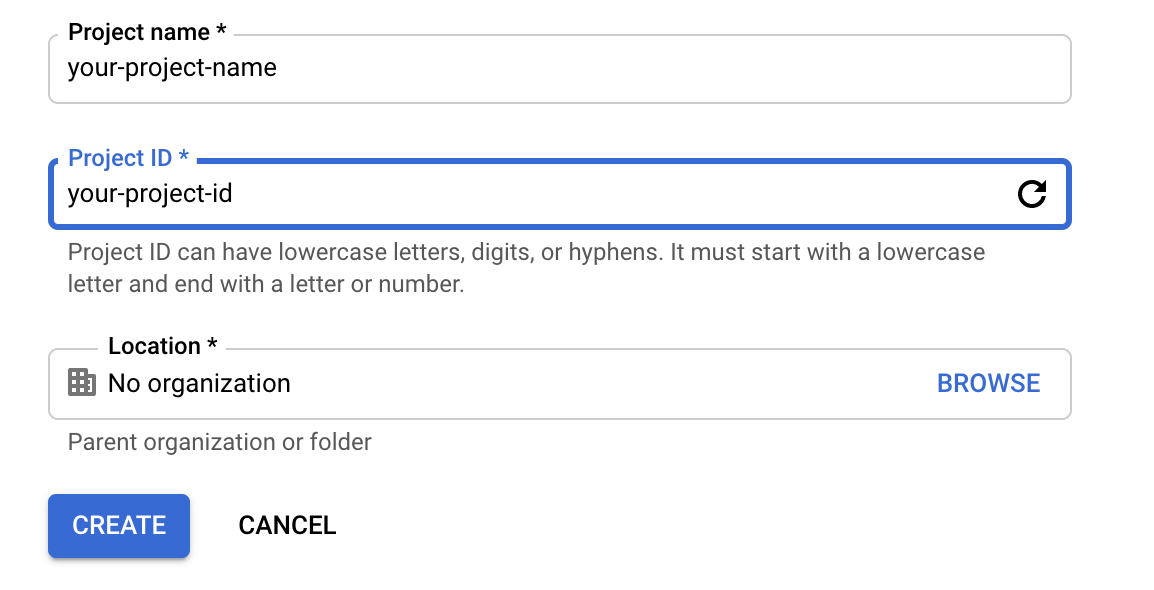 Project name *
your-project-name
Project ID *
your-project-id
Project ID can have lowercase letters, digits, or hyphens. It must start with a lowercase
letter and end with a letter or number.
Location *
No organization BROWSE
Parent organization or folder
CREATE CANCEL